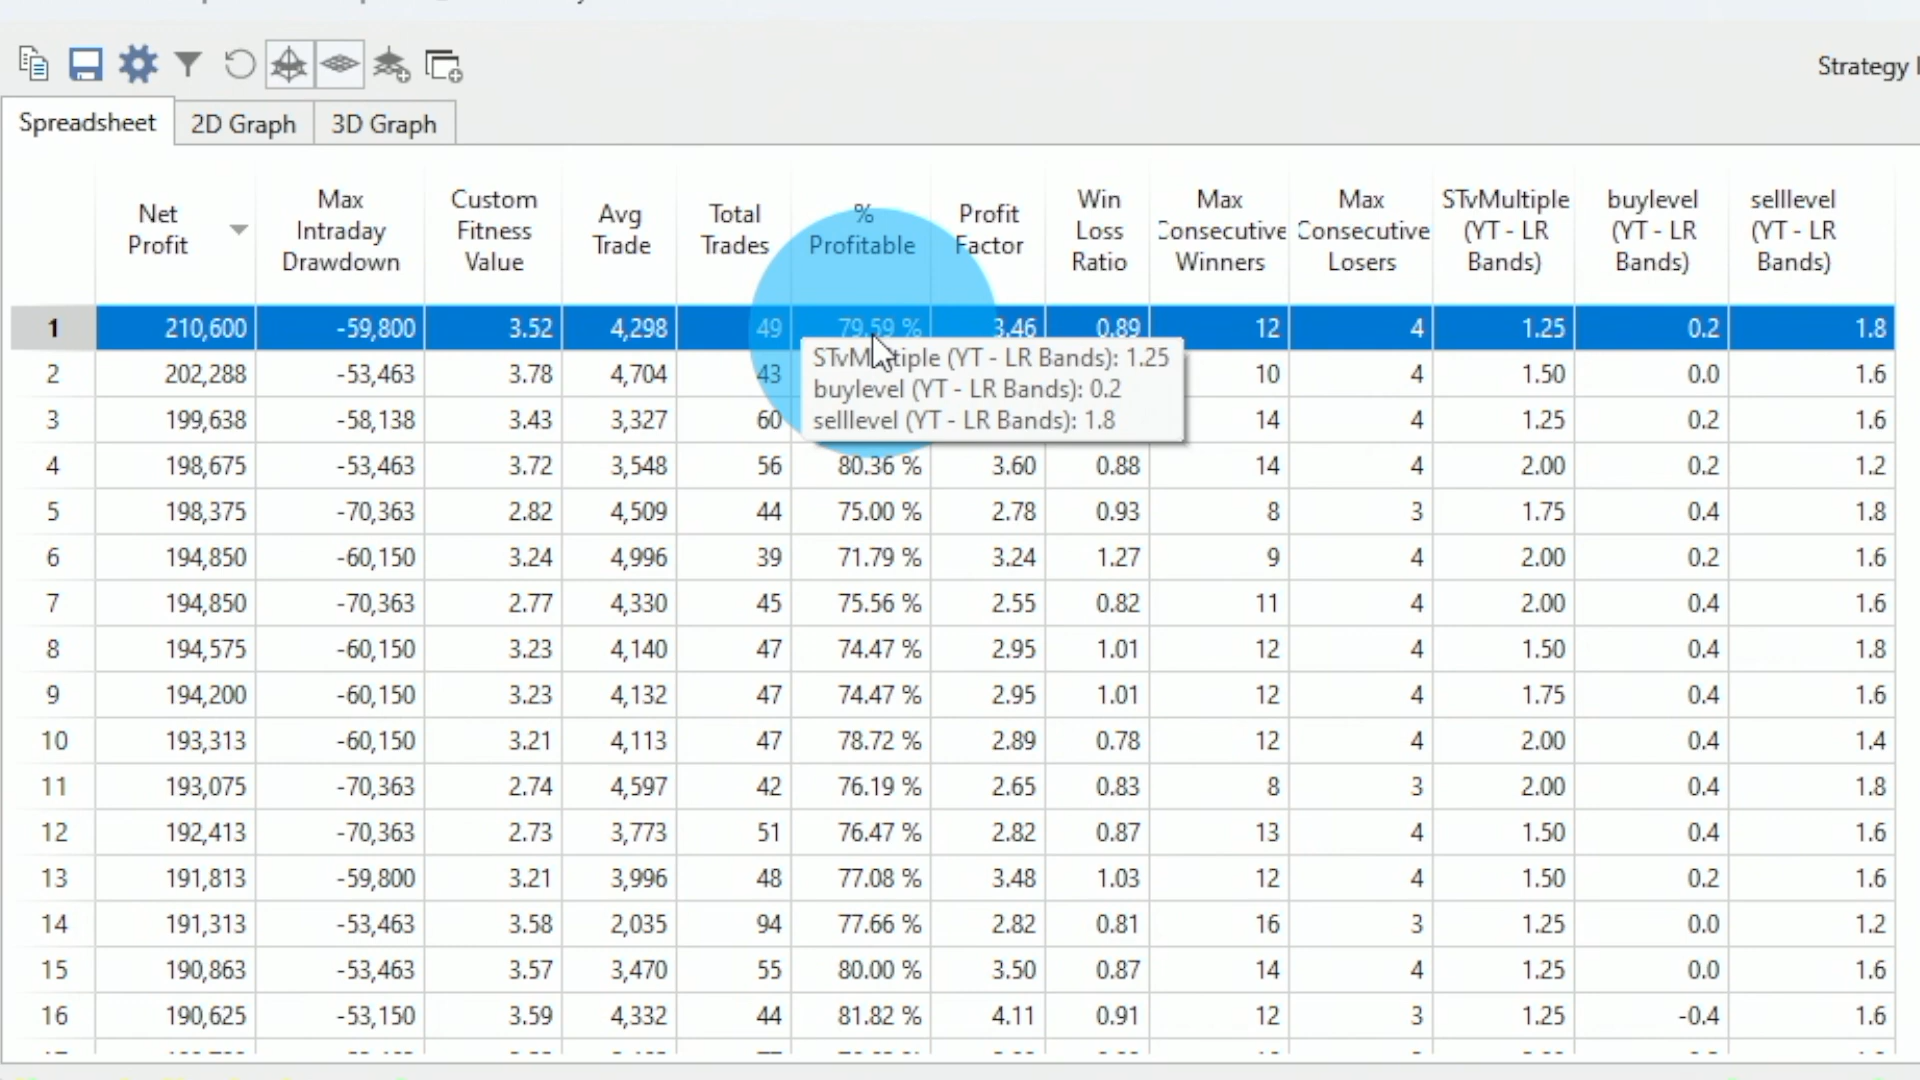 Strategy
Spreadsheet 2D Graph 3D Graph
Net Profit Max Intraday Drawdown Custom Fitness Value Avg Trade Total Trades % Profitable Profit Factor Win Loss Ratio Max Consecutive Winners Max Consecutive Losers STvMultiple (YT - LR Bands) buylevel (YT - LR Bands) selllevel (YT - LR Bands)
1 210,600 -59,800 3.52 4,298 49 79.59 % 3.46 0.89 12 4 1.25 0.2 1.8
STvMultiple (YT - LR Bands): 1.25
buylevel (YT - LR Bands): 0.2
selllevel (YT - LR Bands): 1.8
2 202,288 -53,463 3.78 4,704 43 10 4 1.50 0.0 1.6
3 199,638 -58,138 3.43 3,327 60 14 4 1.25 0.2 1.6
4 198,675 -53,463 3.72 3,548 56 80.36 % 3.60 0.88 14 4 2.00 0.2 1.2
5 198,375 -70,363 2.82 4,509 44 75.00 % 2.78 0.93 8 3 1.75 0.4 1.8
6 194,850 -60,150 3.24 4,996 39 71.79 % 3.24 1.27 9 4 2.00 0.2 1.6
7 194,850 -70,363 2.77 4,330 45 75.56 % 2.55 0.82 11 4 2.00 0.4 1.6
8 194,575 -60,150 3.23 4,140 47 74.47 % 2.95 1.01 12 4 1.50 0.4 1.8
9 194,200 -60,150 3.23 4,132 47 74.47 % 2.95 1.01 12 4 1.75 0.4 1.6
10 193,313 -60,150 3.21 4,113 47 78.72 % 2.89 0.78 12 4 2.00 0.4 1.4
11 193,075 -70,363 2.74 4,597 42 76.19 % 2.65 0.83 8 3 2.00 0.4 1.8
12 192,413 -70,363 2.73 3,773 51 76.47 % 2.82 0.87 13 4 1.50 0.4 1.6
13 191,813 -59,800 3.21 3,996 48 77.08 % 3.48 1.03 12 4 1.50 0.2 1.6
14 191,313 -53,463 3.58 2,035 94 77.66 % 2.82 0.81 16 3 1.25 0.0 1.2
15 190,863 -53,463 3.57 3,470 55 80.00 % 3.50 0.87 14 4 1.25 0.0 1.6
16 190,625 -53,150 3.59 4,332 44 81.82 % 4.11 0.91 12 3 1.25 -0.4 1.6